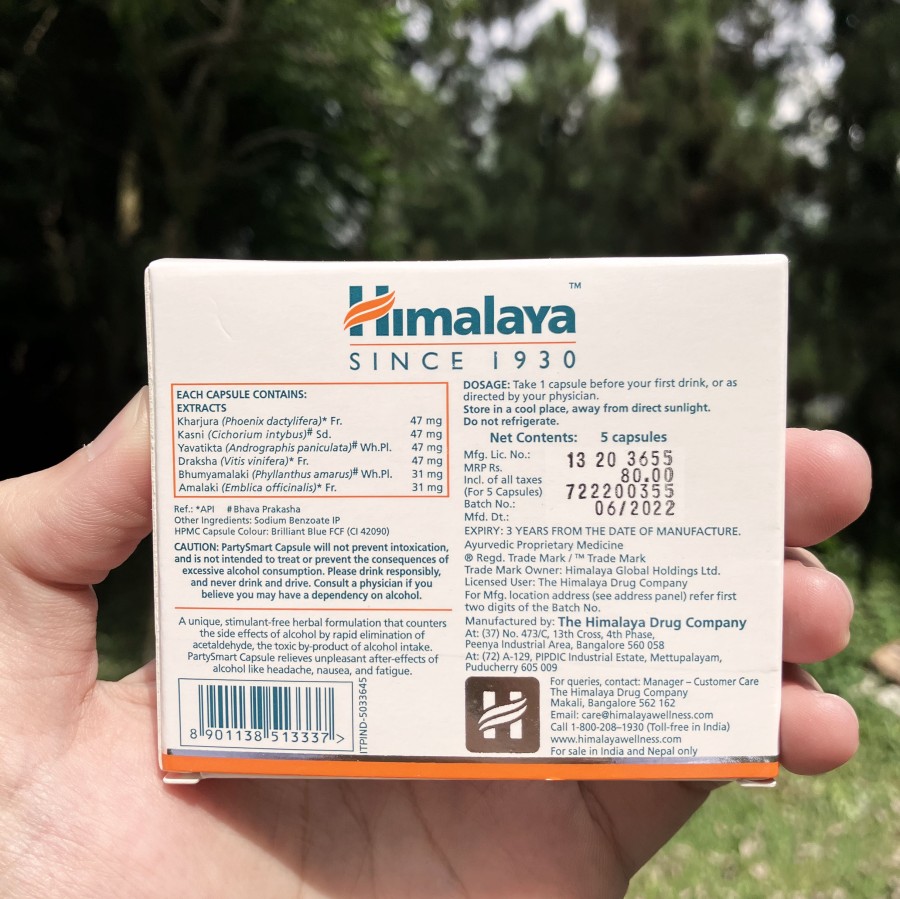 Himalaya™
SINCE 1930
EACH CAPSULE CONTAINS:
EXTRACTS
Kharjura (Phoenix dactylifera)* Fr. 47 mg
Kasni (Cichorium intybus)# Sd. 47 mg
Yavatikta (Andrographis paniculata)# Wh.Pl. 47 mg
Draksha (Vitis vinifera)* Fr. 47 mg
Bhumyamalaki (Phyllanthus amarus)# Wh.Pl. 31 mg
Amalaki (Emblica officinalis)* Fr. 31 mg
Ref.: *API #Bhava Prakasha
Other Ingredients: Sodium Benzoate IP
HPMC Capsule Colour: Brilliant Blue FCF (CI 42090)
CAUTION: PartySmart Capsule will not prevent intoxication,
and is not intended to treat or prevent the consequences of
excessive alcohol consumption. Please drink responsibly,
and never drink and drive. Consult a physician if you
believe you may have a dependency on alcohol.
A unique, stimulant-free herbal formulation that counters
the side effects of alcohol by rapid elimination of
acetaldehyde, the toxic by-product of alcohol intake.
PartySmart Capsule relieves unpleasant after-effects of
alcohol like headache, nausea, and fatigue.
8 901138 513337 >
ITPIND-5033645
DOSAGE: Take 1 capsule before your first drink, or as
directed by your physician.
Store in a cool place, away from direct sunlight.
Do not refrigerate.
Net Contents: 5 capsules
Mfg. Lic. No.: 13 20 3655
MRP Rs. 80.00
Incl. of all taxes
(For 5 Capsules)
Batch No.: 722200355
Mfd. Dt.: 06/2022
EXPIRY: 3 YEARS FROM THE DATE OF MANUFACTURE.
Ayurvedic Proprietary Medicine
® Regd. Trade Mark / ™ Trade Mark
Trade Mark Owner: Himalaya Global Holdings Ltd.
Licensed User: The Himalaya Drug Company
For Mfg. location address (see address panel) refer first
two digits of the Batch No.
Manufactured by: The Himalaya Drug Company
At: (37) No. 473/C, 13th Cross, 4th Phase,
Peenya Industrial Area, Bangalore 560 058
At: (72) A-129, PIPDIC Industrial Estate, Mettupalayam,
Puducherry 605 009
For queries, contact: Manager – Customer Care
The Himalaya Drug Company
Makali, Bangalore 562 162
Email: care@himalayawellness.com
Call 1-800-208–1930 (Toll-free in India)
www.himalayawellness.com
For sale in India and Nepal only